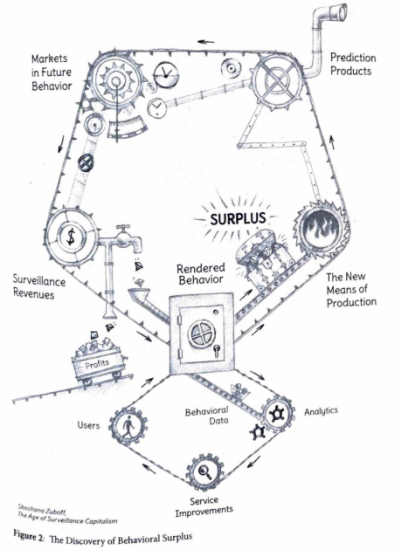 Markets
in Future
Behavior
Prediction
Products
SURPLUS
$
Rendered
Behavior
Surveillance
Revenues
The New
Means of
Production
Profits
Users
Behavioral
Data
Analytics
Service
Improvements
Shoshana Zuboff,
The Age of Surveillance Capitalism
Figure 2: The Discovery of Behavioral Surplus